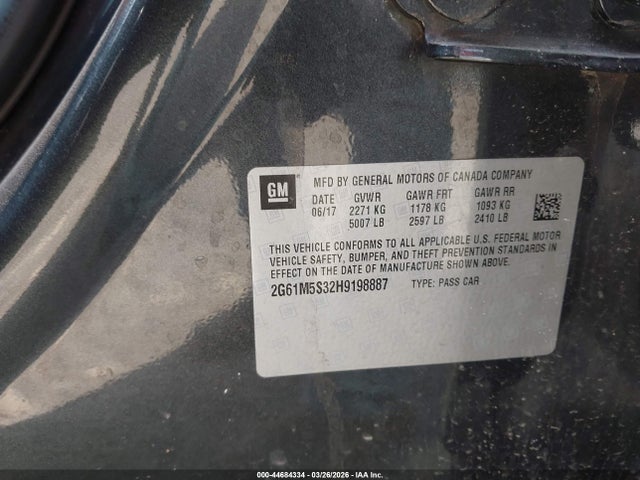 GM
MFD BY GENERAL MOTORS OF CANADA COMPANY
DATE GVWR GAWR FRT GAWR RR
06/17 2271 KG 1178 KG 1093 KG
5007 LB 2597 LB 2410 LB
THIS VEHICLE CONFORMS TO ALL APPLICABLE U.S. FEDERAL MOTOR
VEHICLE SAFETY, BUMPER, AND THEFT PREVENTION STANDARDS IN
EFFECT ON THE DATE OF MANUFACTURE SHOWN ABOVE.
2G61M5S32H9198887 TYPE: PASS CAR
000-44684334 | 03/26/2026 - IAA Inc.